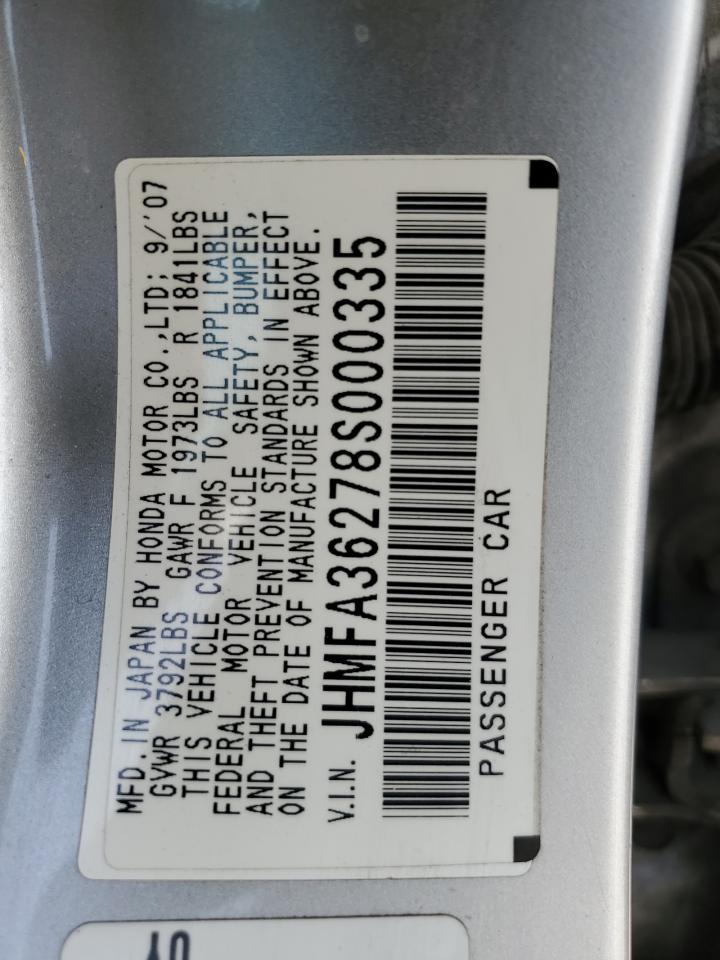 MFD. IN JAPAN BY HONDA MOTOR CO., LTD; 9/'07
GVWR 3792LBS GAWR F 1973LBS R 1841LBS
THIS VEHICLE CONFORMS TO ALL APPLICABLE
FEDERAL MOTOR VEHICLE SAFETY, BUMPER,
AND THEFT PREVENTION STANDARDS IN EFFECT
ON THE DATE OF MANUFACTURE SHOWN ABOVE.
V.I.N. JHMFA36278S000335
PASSENGER CAR